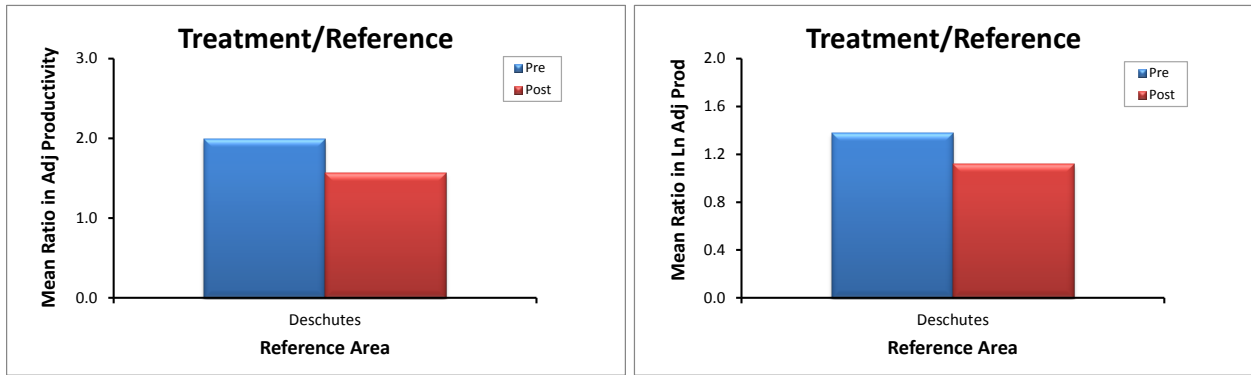 Treatment/Reference
Mean Ratio in Adj Productivity
3.0
2.0
1.0
0.0
Pre
Post
Deschutes
Reference Area
Treatment/Reference
Mean Ratio in Ln Adj Prod
2.0
1.6
1.2
0.8
0.4
0.0
Pre
Post
Deschutes
Reference Area